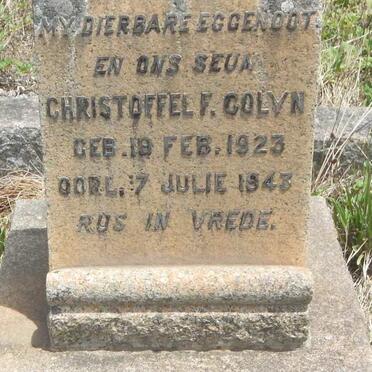 MY DIERBARE EGGENOOT
EN ONS SEUN
CHRISTOFFEL F. COLYN
GEB. 19 FEB. 1923
OORL. 7 JULIE 1943
RUS IN VREDE.